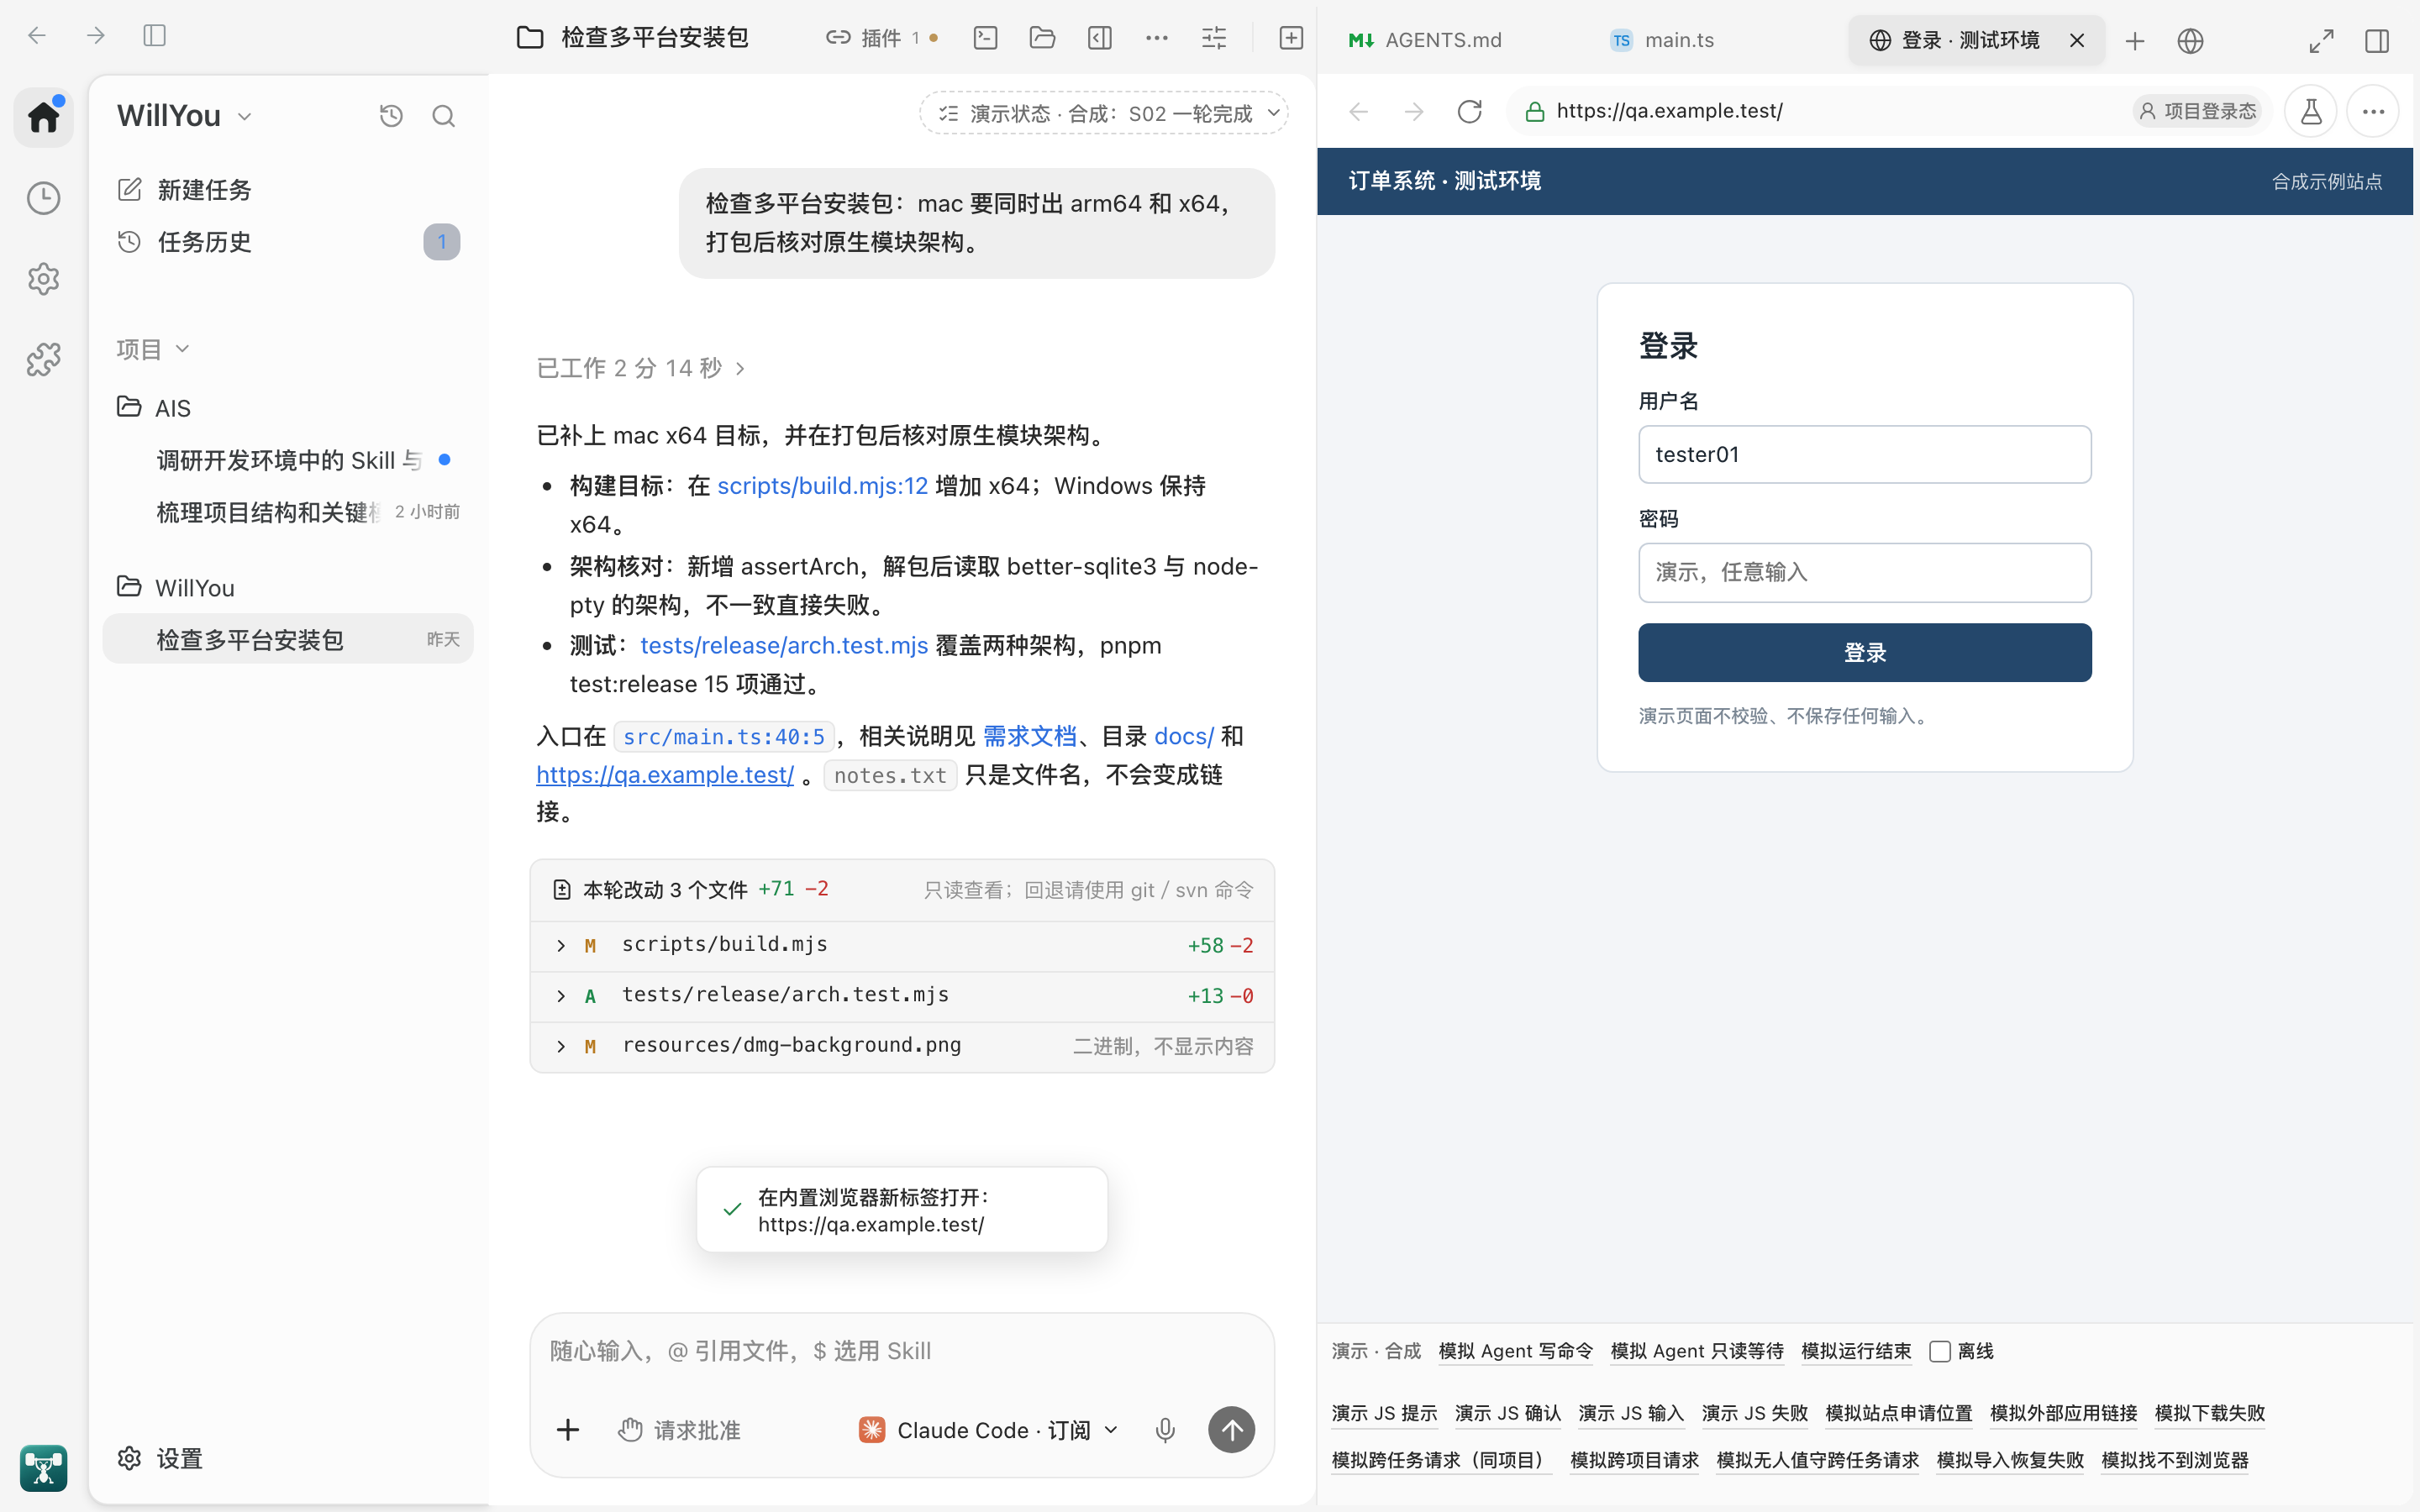 检查多平台安装包
插件 1
AGENTS.md
TS main.ts
登录 · 测试环境
WillYou
新建任务
任务历史
1
项目
AIS
调研开发环境中的 Skill 与
梳理项目结构和关键
2 小时前
WillYou
检查多平台安装包
昨天
设置
演示状态 · 合成：S02 一轮完成
检查多平台安装包：mac 要同时出 arm64 和 x64，
打包后核对原生模块架构。
已工作 2 分 14 秒
已补上 mac x64 目标，并在打包后核对原生模块架构。
构建目标：在 scripts/build.mjs:12 增加 x64；Windows 保持
x64。
架构核对：新增 assertArch，解包后读取 better-sqlite3 与 node-
pty 的架构，不一致直接失败。
测试：tests/release/arch.test.mjs 覆盖两种架构，pnpm
test:release 15 项通过。
入口在 src/main.ts:40:5，相关说明见 需求文档、目录 docs/ 和
https://qa.example.test/ 。notes.txt 只是文件名，不会变成链
接。
本轮改动 3 个文件 +71 −2
只读查看；回退请使用 git / svn 命令
M scripts/build.mjs +58 −2
A tests/release/arch.test.mjs +13 −0
M resources/dmg-background.png 二进制，不显示内容
在内置浏览器新标签打开：
https://qa.example.test/
随心输入，@ 引用文件，$ 选用 Skill
请求批准
Claude Code · 订阅
https://qa.example.test/
项目登录态
订单系统 · 测试环境
合成示例站点
登录
用户名
tester01
密码
演示，任意输入
登录
演示页面不校验、不保存任何输入。
演示 · 合成 模拟 Agent 写命令 模拟 Agent 只读等待 模拟运行结束 离线
演示 JS 提示 演示 JS 确认 演示 JS 输入 演示 JS 失败 模拟站点申请位置 模拟外部应用链接 模拟下载失败
模拟跨任务请求（同项目） 模拟跨项目请求 模拟无人值守跨任务请求 模拟导入恢复失败 模拟找不到浏览器